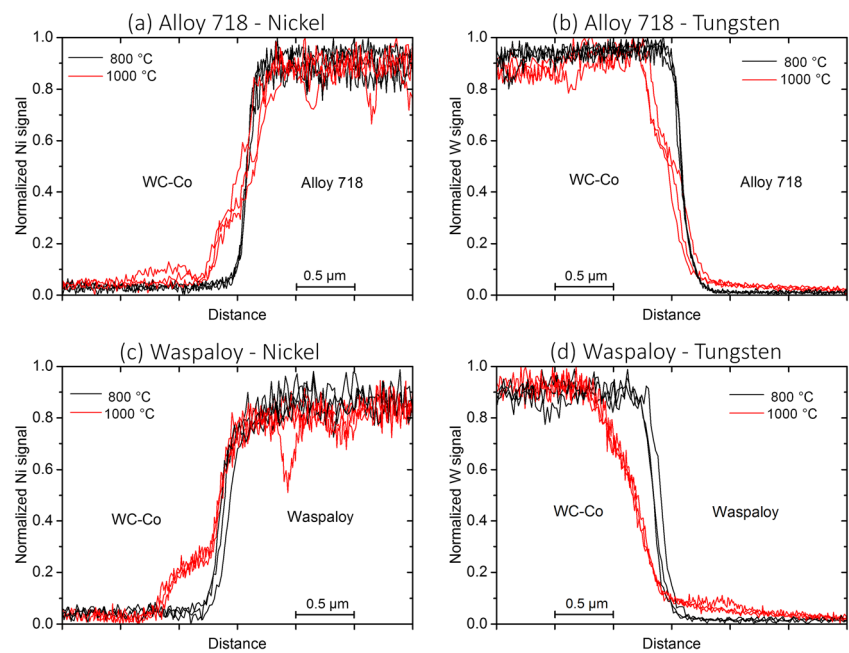 (a) Alloy 718 - Nickel
1.0
0.8
0.6
0.4
0.2
0.0
Normalized Ni signal
800 °C
1000 °C
WC-Co
Alloy 718
0.5 µm
Distance
(b) Alloy 718 - Tungsten
1.0
0.8
0.6
0.4
0.2
0.0
Normalized W signal
800 °C
1000 °C
WC-Co
Alloy 718
0.5 µm
Distance
(c) Waspaloy - Nickel
1.0
0.8
0.6
0.4
0.2
0.0
Normalized Ni signal
800 °C
1000 °C
WC-Co
Waspaloy
0.5 µm
Distance
(d) Waspaloy - Tungsten
1.0
0.8
0.6
0.4
0.2
0.0
Normalized W signal
800 °C
1000 °C
WC-Co
Waspaloy
0.5 µm
Distance